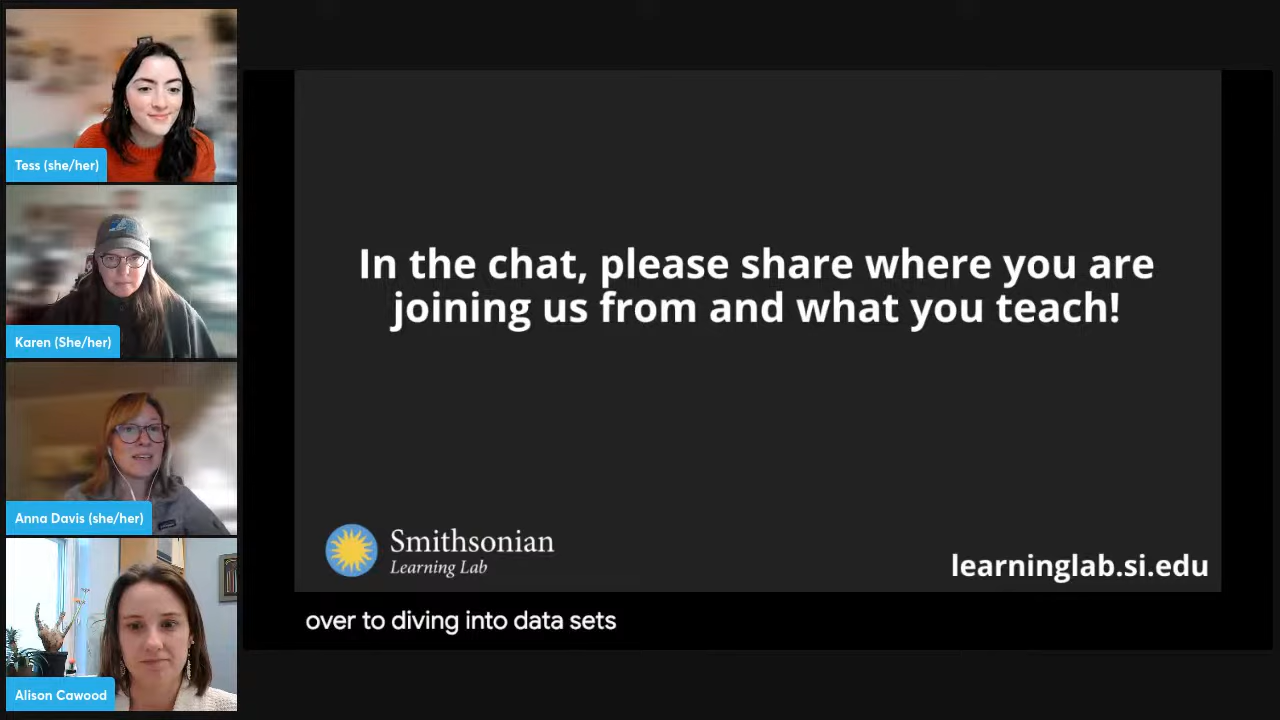 Tess (she/her)
Karen (She/her)
Anna Davis (she/her)
Alison Cawood
In the chat, please share where you are
joining us from and what you teach!
Smithsonian
Learning Lab
learninglab.si.edu
over to diving into data sets